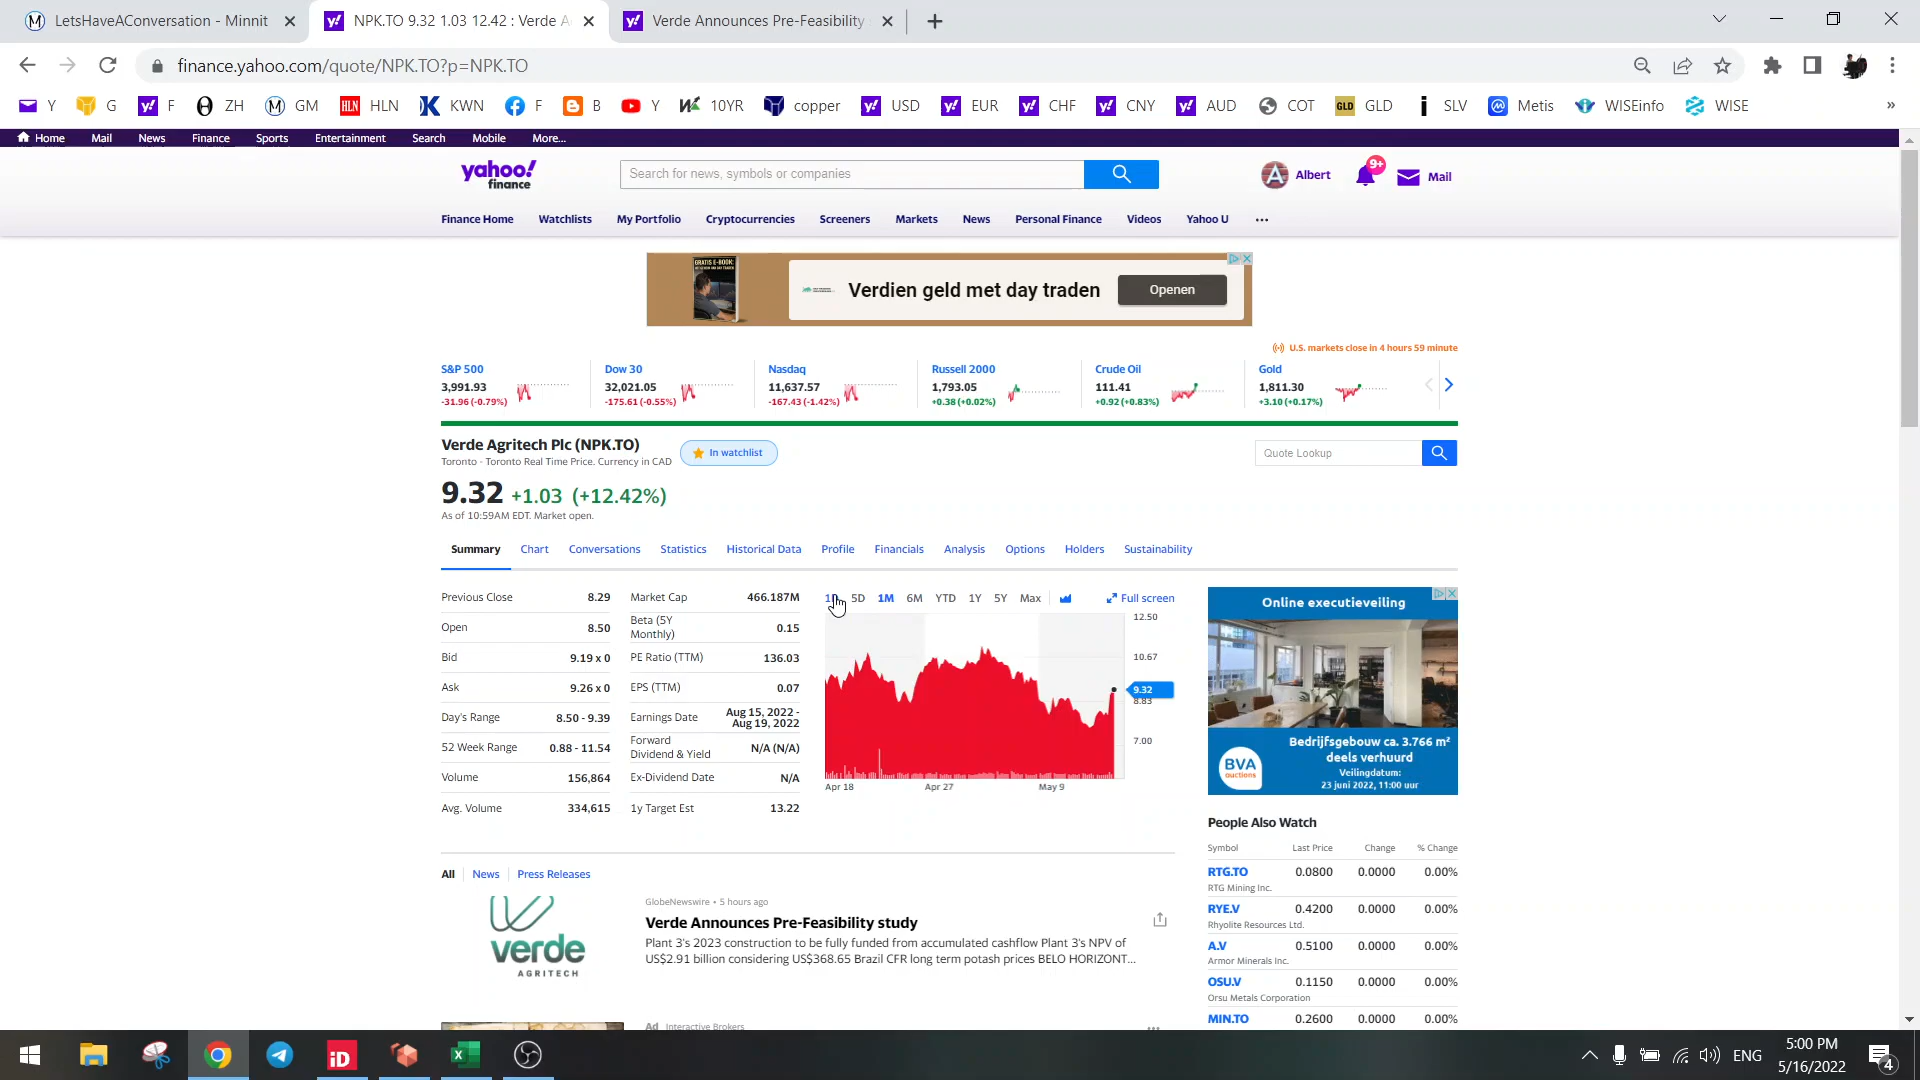 LetsHaveAConversation - Minnit
NPK.TO 9.32 1.03 12.42 : Verde A
Verde Announces Pre-Feasibility
finance.yahoo.com/quote/NPK.TO?p=NPK.TO
Y G F ZH GM HLN KWN F B Y 10YR copper USD EUR CHF CNY AUD COT GLD SLV Metis WISEinfo WISE
Home Mail News Finance Sports Entertainment Search Mobile More...
yahoo!
finance
Search for news, symbols or companies
Albert
9+
Mail
Finance Home Watchlists My Portfolio Cryptocurrencies Screeners Markets News Personal Finance Videos Yahoo U ...
GRATIS E-BOOK:
Verdien geld met day traden
Openen
U.S. markets close in 4 hours 59 minute
S&P 500 Dow 30 Nasdaq Russell 2000 Crude Oil Gold
3,991.93 32,021.05 11,637.57 1,793.05 111.41 1,811.30
-31.96 (-0.79%) -175.61 (-0.55%) -167.43 (-1.42%) +0.38 (+0.02%) +0.92 (+0.83%) +3.10 (+0.17%)
Verde Agritech Plc (NPK.TO)
Toronto - Toronto Real Time Price. Currency in CAD
In watchlist
Quote Lookup
9.32 +1.03 (+12.42%)
As of 10:59AM EDT. Market open.
Summary Chart Conversations Statistics Historical Data Profile Financials Analysis Options Holders Sustainability
Previous Close 8.29
Open 8.50
Bid 9.19 x 0
Ask 9.26 x 0
Day's Range 8.50 - 9.39
52 Week Range 0.88 - 11.54
Volume 156,864
Avg. Volume 334,615
Market Cap 466.187M
Beta (5Y
Monthly) 0.15
PE Ratio (TTM) 136.03
EPS (TTM) 0.07
Earnings Date Aug 15, 2022 -
Aug 19, 2022
Forward
Dividend & Yield N/A (N/A)
Ex-Dividend Date N/A
1y Target Est 13.22
5D 1M 6M YTD 1Y 5Y Max Full screen
12.50
10.67
9.32
8.83
7.00
Apr 18 Apr 27 May 9
Online executieveiling
Bedrijfsgebouw ca. 3.766 m²
deels verhuurd
Veilingdatum:
23 juni 2022, 11:00 uur
BVA
auctions
People Also Watch
Symbol Last Price Change % Change
RTG.TO 0.0800 0.0000 0.00%
RTG Mining Inc.
RYE.V 0.4200 0.0000 0.00%
Rhyolite Resources Ltd.
A.V 0.5100 0.0000 0.00%
Armor Minerals Inc.
OSU.V 0.1150 0.0000 0.00%
Orsu Metals Corporation
MIN.TO 0.2600 0.0000 0.00%
All News Press Releases
verde
AGRITECH
GlobeNewswire • 5 hours ago
Verde Announces Pre-Feasibility study
Plant 3's 2023 construction to be fully funded from accumulated cashflow Plant 3's NPV of
US$2.91 billion considering US$368.65 Brazil CFR long term potash prices BELO HORIZONT...
Ad Interactive Brokers
ENG
5:00 PM
5/16/2022
4